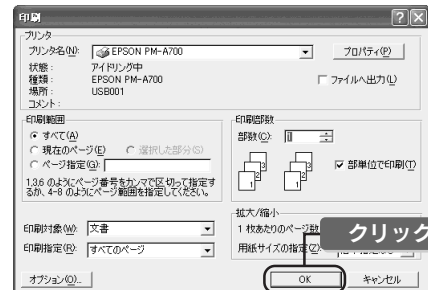 印刷
プリンタ
プリンタ名(N): EPSON PM-A700 プロパティ(P)
状態: アイドリング中
種類: EPSON PM-A700 ファイルへ出力(L)
場所: USB001
コメント:
印刷範囲
すべて(A)
現在のページ(E) 選択した部分(S)
ページ指定(G):
1,3,6 のようにページ番号をカンマで区切って指定す
るか、4-8 のようにページ範囲を指定してください。
印刷部数
部数(C): 1
部単位で印刷(T)
印刷対象(W): 文書
印刷指定(R): すべてのページ
拡大/縮小
1 枚あたりのページ数
用紙サイズの指定(Z):
クリック
オプション(O)... OK キャンセル